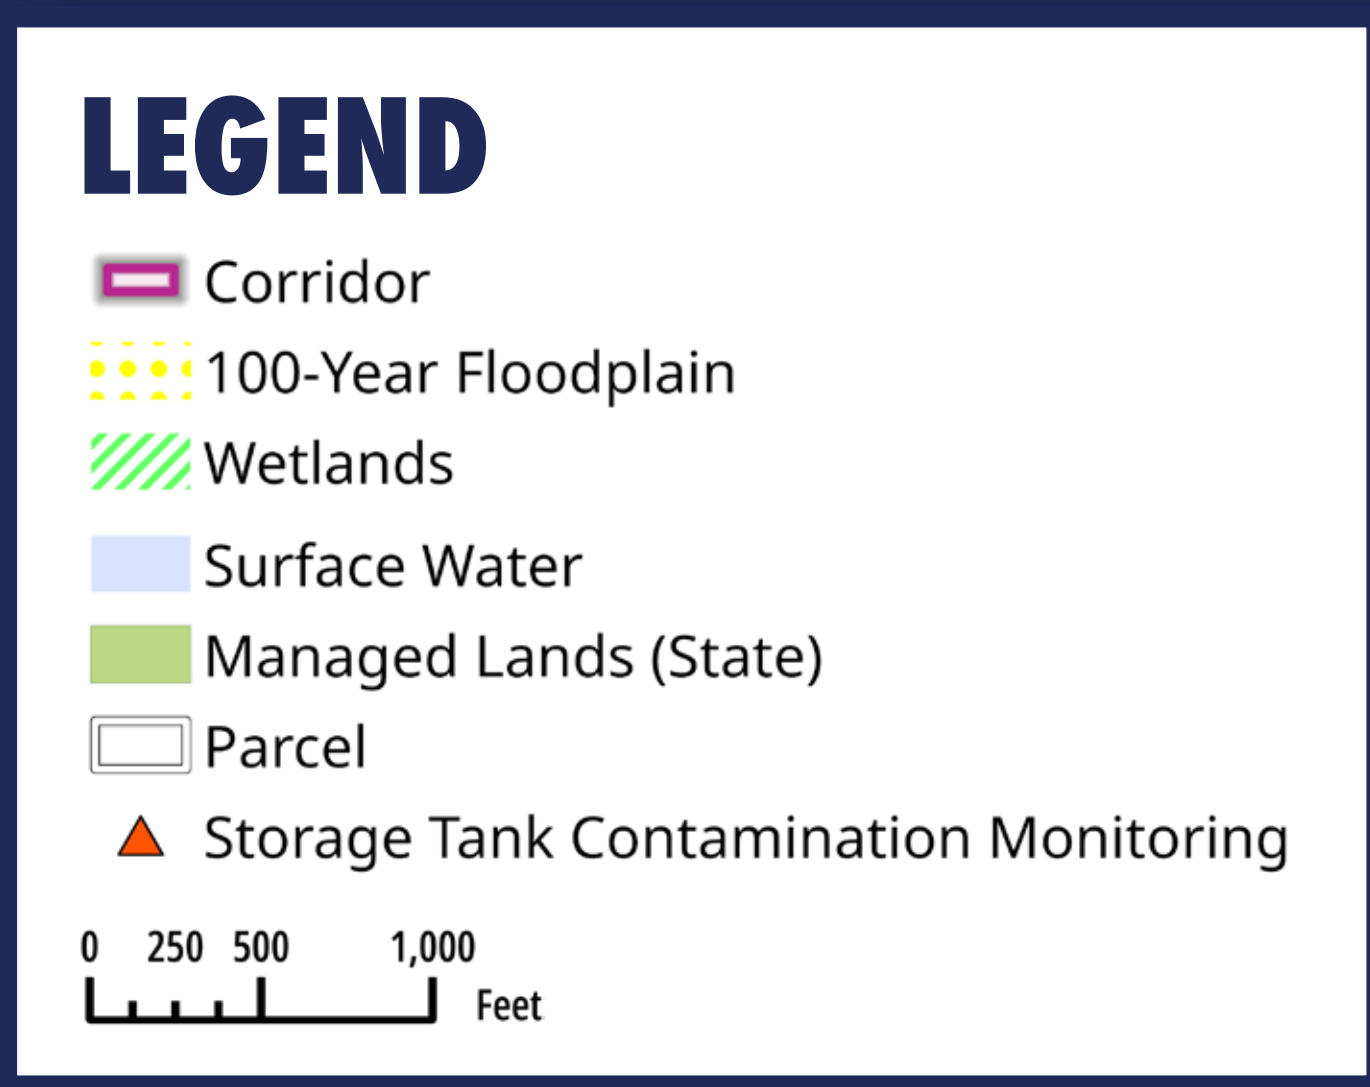 LEGEND
Corridor
100-Year Floodplain
Wetlands
Surface Water
Managed Lands (State)
Parcel
Storage Tank Contamination Monitoring
0 250 500 1,000
Feet